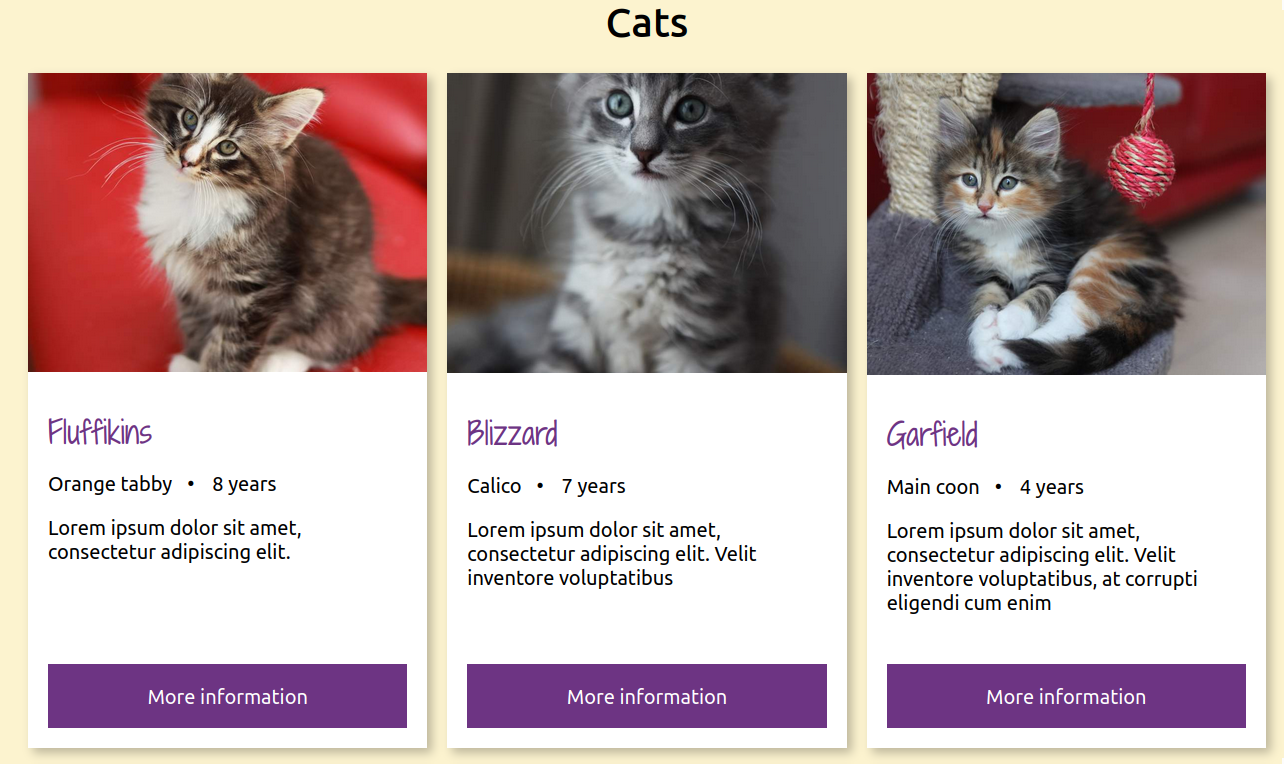 Cats
Fluffikins
Orange tabby • 8 years
Lorem ipsum dolor sit amet,
consectetur adipiscing elit.
More information
Blizzard
Calico • 7 years
Lorem ipsum dolor sit amet,
consectetur adipiscing elit. Velit
inventore voluptatibus
More information
Garfield
Main coon • 4 years
Lorem ipsum dolor sit amet,
consectetur adipiscing elit. Velit
inventore voluptatibus, at corrupti
eligendi cum enim
More information